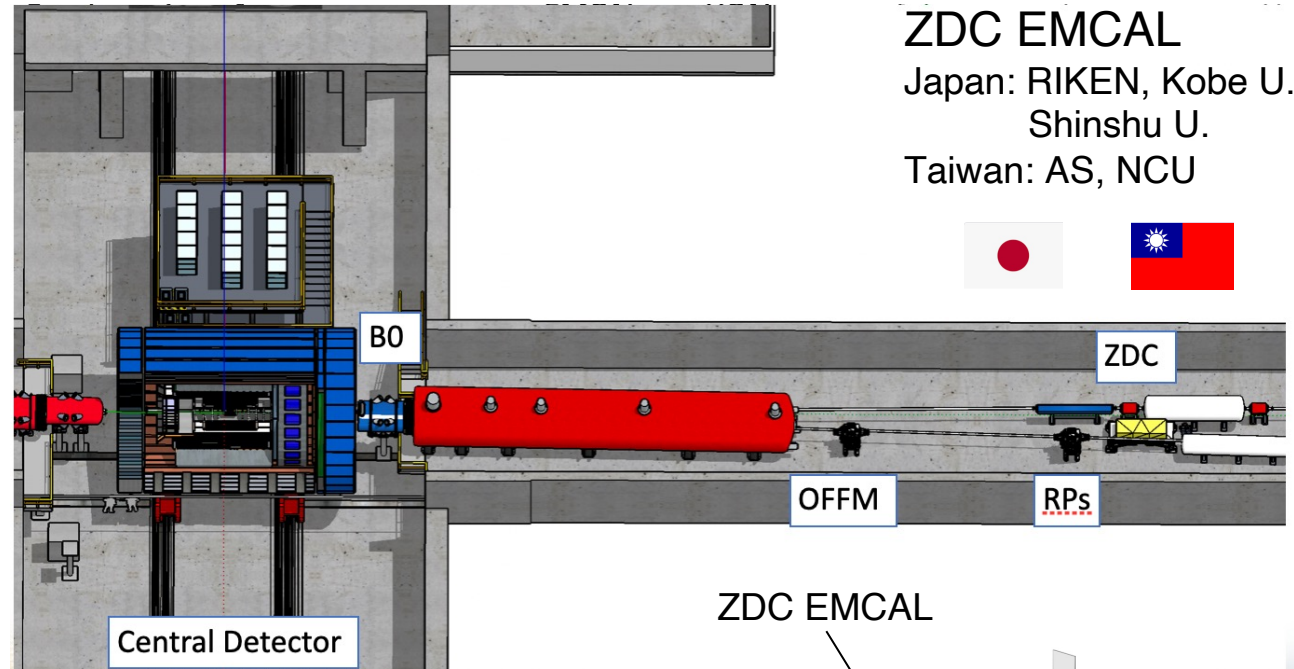 ZDC EMCAL
Japan: RIKEN, Kobe U.
Shinshu U.
Taiwan: AS, NCU
B0
ZDC
OFFM
RPs
ZDC EMCAL
Central Detector